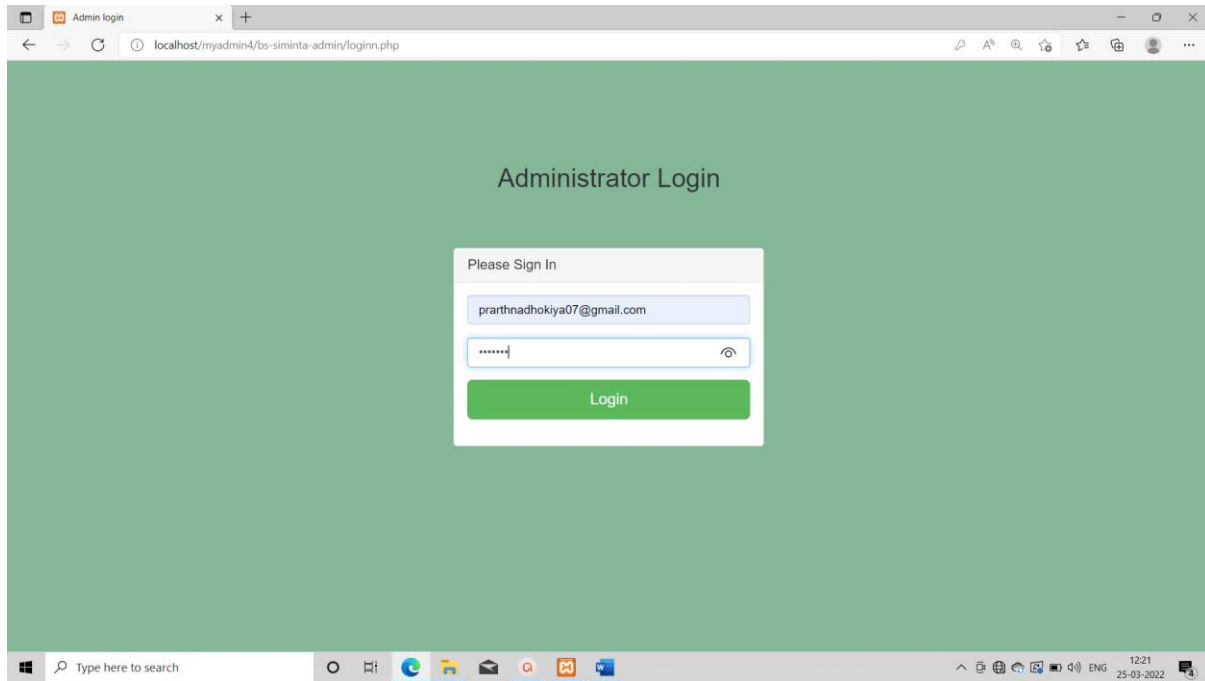 Admin login
localhost/myadmin4/bs-siminta-admin/loginn.php
Administrator Login
Please Sign In
prarthnadhokiya07@gmail.com
•••••••
Login
Type here to search
ENG
12:21
25-03-2022
4